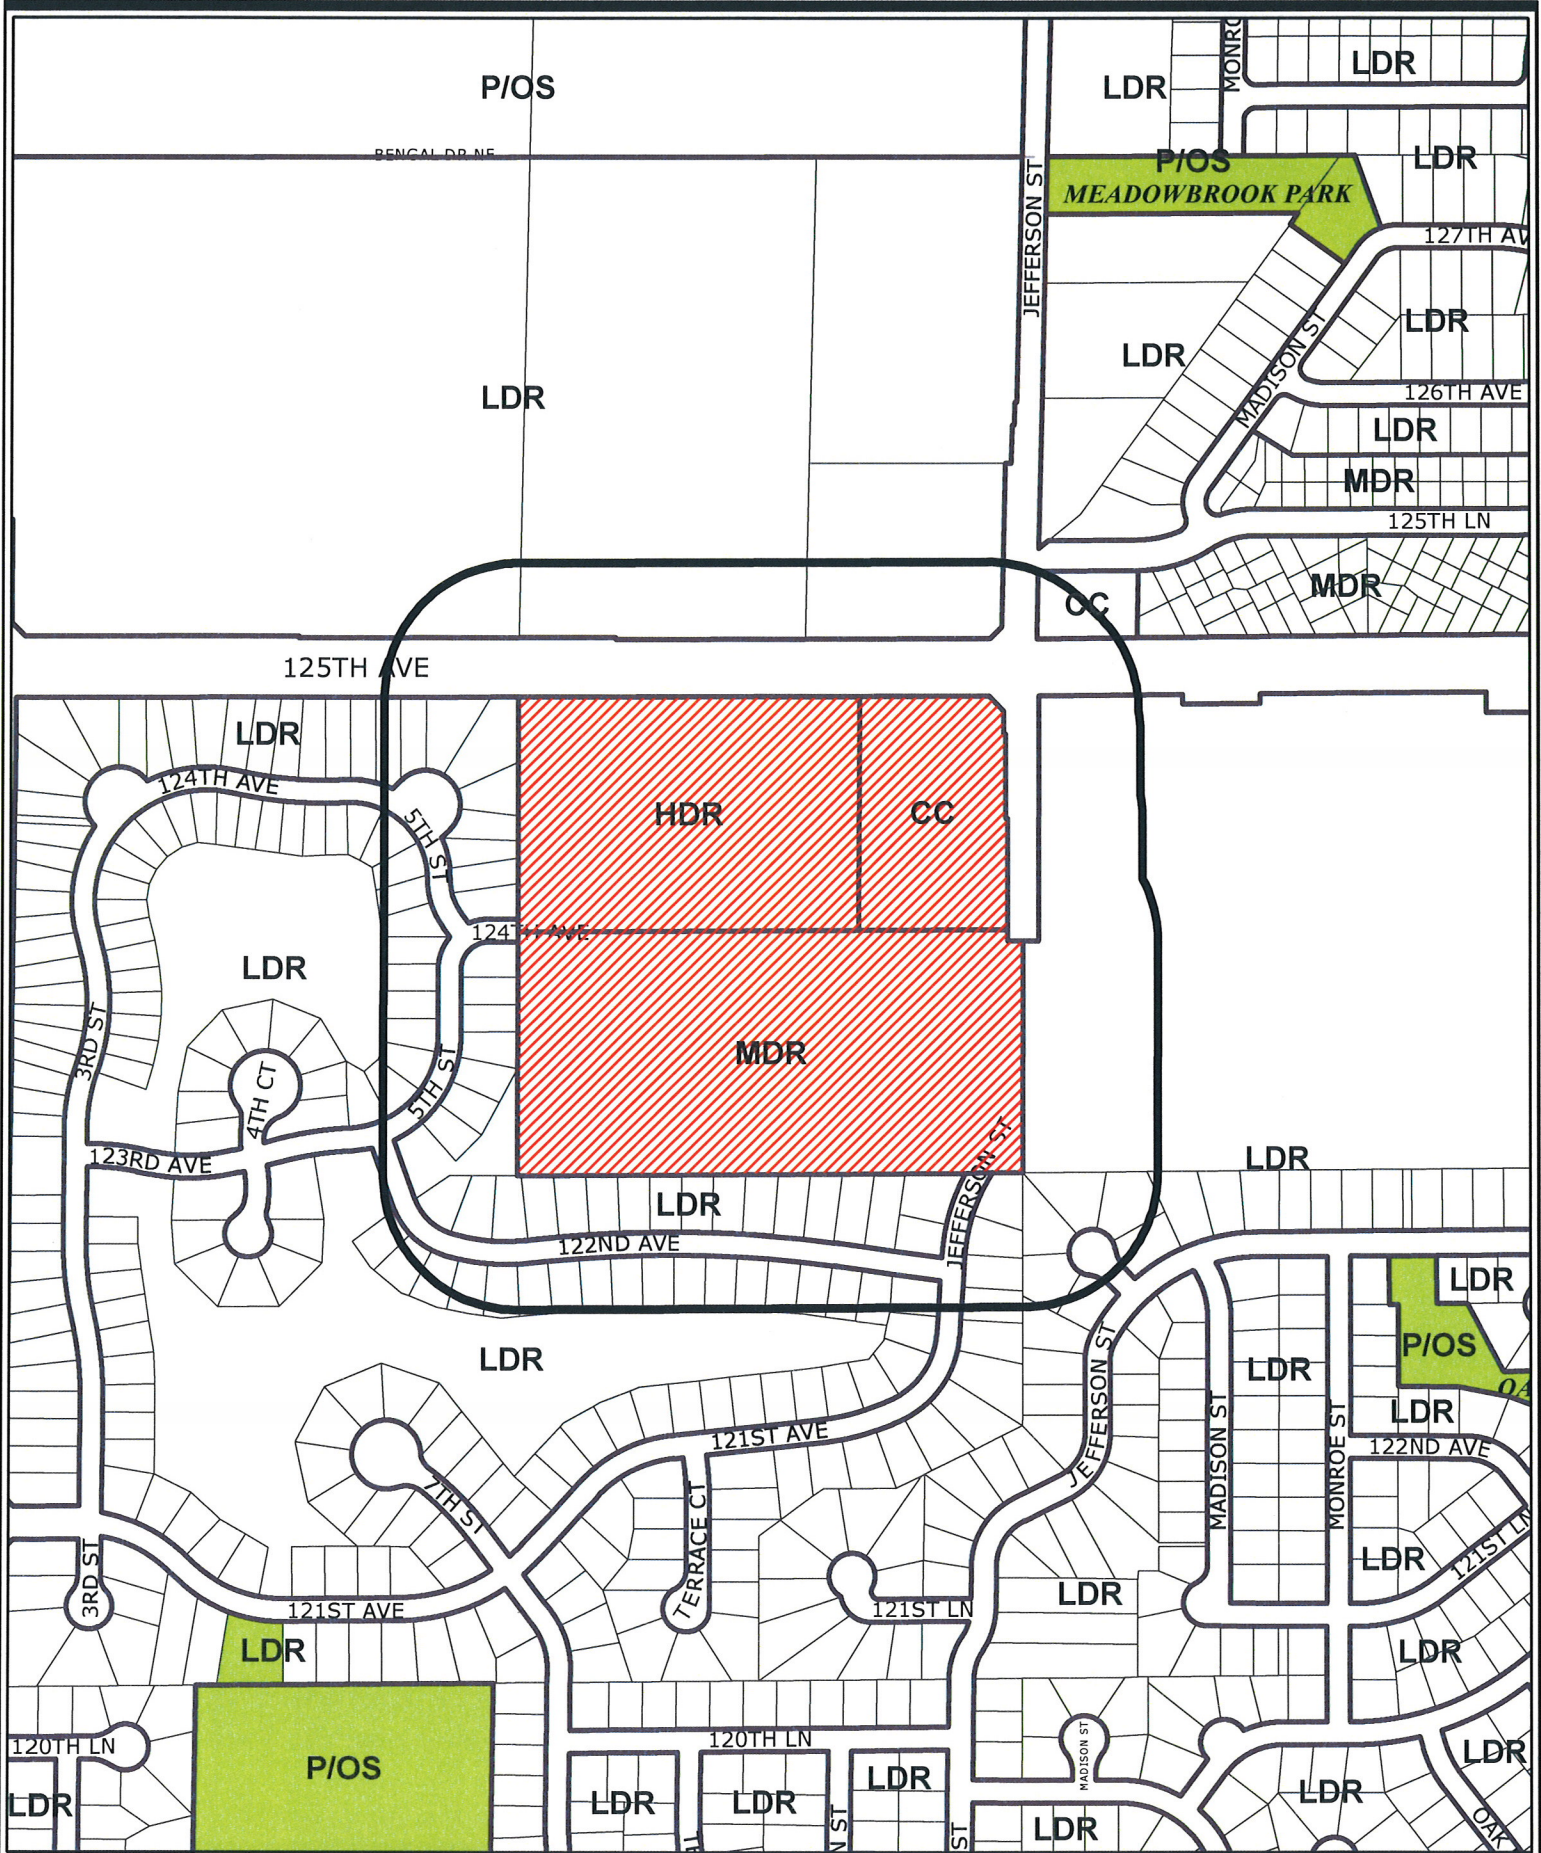 MONRO
LDR
P/OS
LDR
BENGAL DR NE
P/OS
LDR
MEADOWBROOK PARK
JEFFERSON ST
127TH AV
LDR
LDR
MADISON ST
LDR
126TH AVE
LDR
MDR
125TH LN
MDR
CC
125TH AVE
LDR
124TH AVE
5TH ST
HDR
CC
124TH AVE
LDR
3RD ST
MDR
5TH ST
4TH CT
123RD AVE
LDR
JEFFERSON ST
LDR
122ND AVE
LDR
P/OS
LDR
OA
LDR
JEFFERSON ST
LDR
MADISON ST
MONROE ST
122ND AVE
121ST AVE
7TH ST
TERRACE CT
121ST LN
LDR
3RD ST
121ST AVE
121ST LN
LDR
LDR
LDR
120TH LN
P/OS
120TH LN
MADISON ST
LDR
LDR
LDR
LDR
LDR
LDR
LDR
N ST
ST
OAK